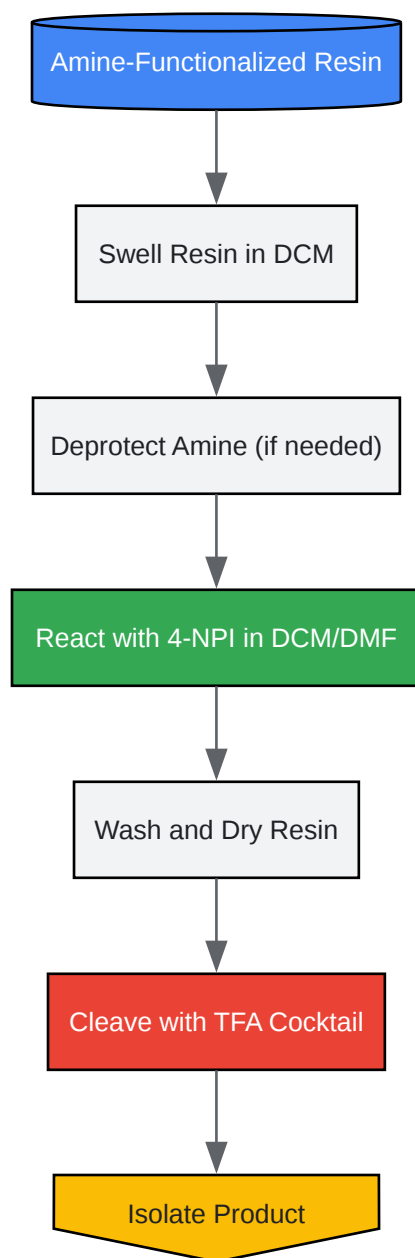 Amine-Functionalized Resin
Swell Resin in DCM
Deprotect Amine (if needed)
React with 4-NPI in DCM/DMF
Wash and Dry Resin
Cleave with TFA Cocktail
Isolate Product